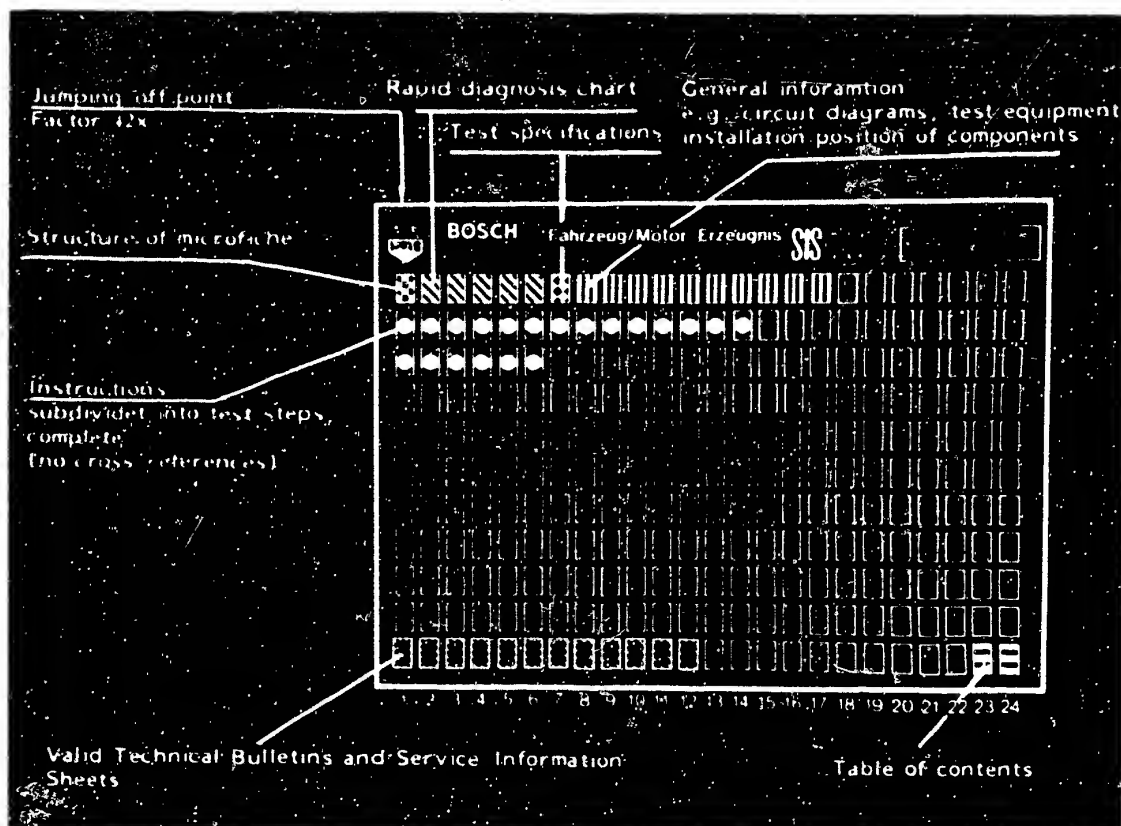 Jumping off point
Factor 42x
Rapid diagnosis chart
Test specifications
General inforamtion
e.g. circuit diagrams, test equipment
installation position of components
Structure of microfiche
BOSCH Fahrzeug/Motor Erzeugnis SIS
Instructions
subdividet into test steps,
complete
[no cross references]
1 2 3 4 5 6 7 8 9 10 11 12 13 14 15 16 17 18 19 20 21 22 23 24
Valid Technical Bulletins and Service Information
Sheets
Table of contents